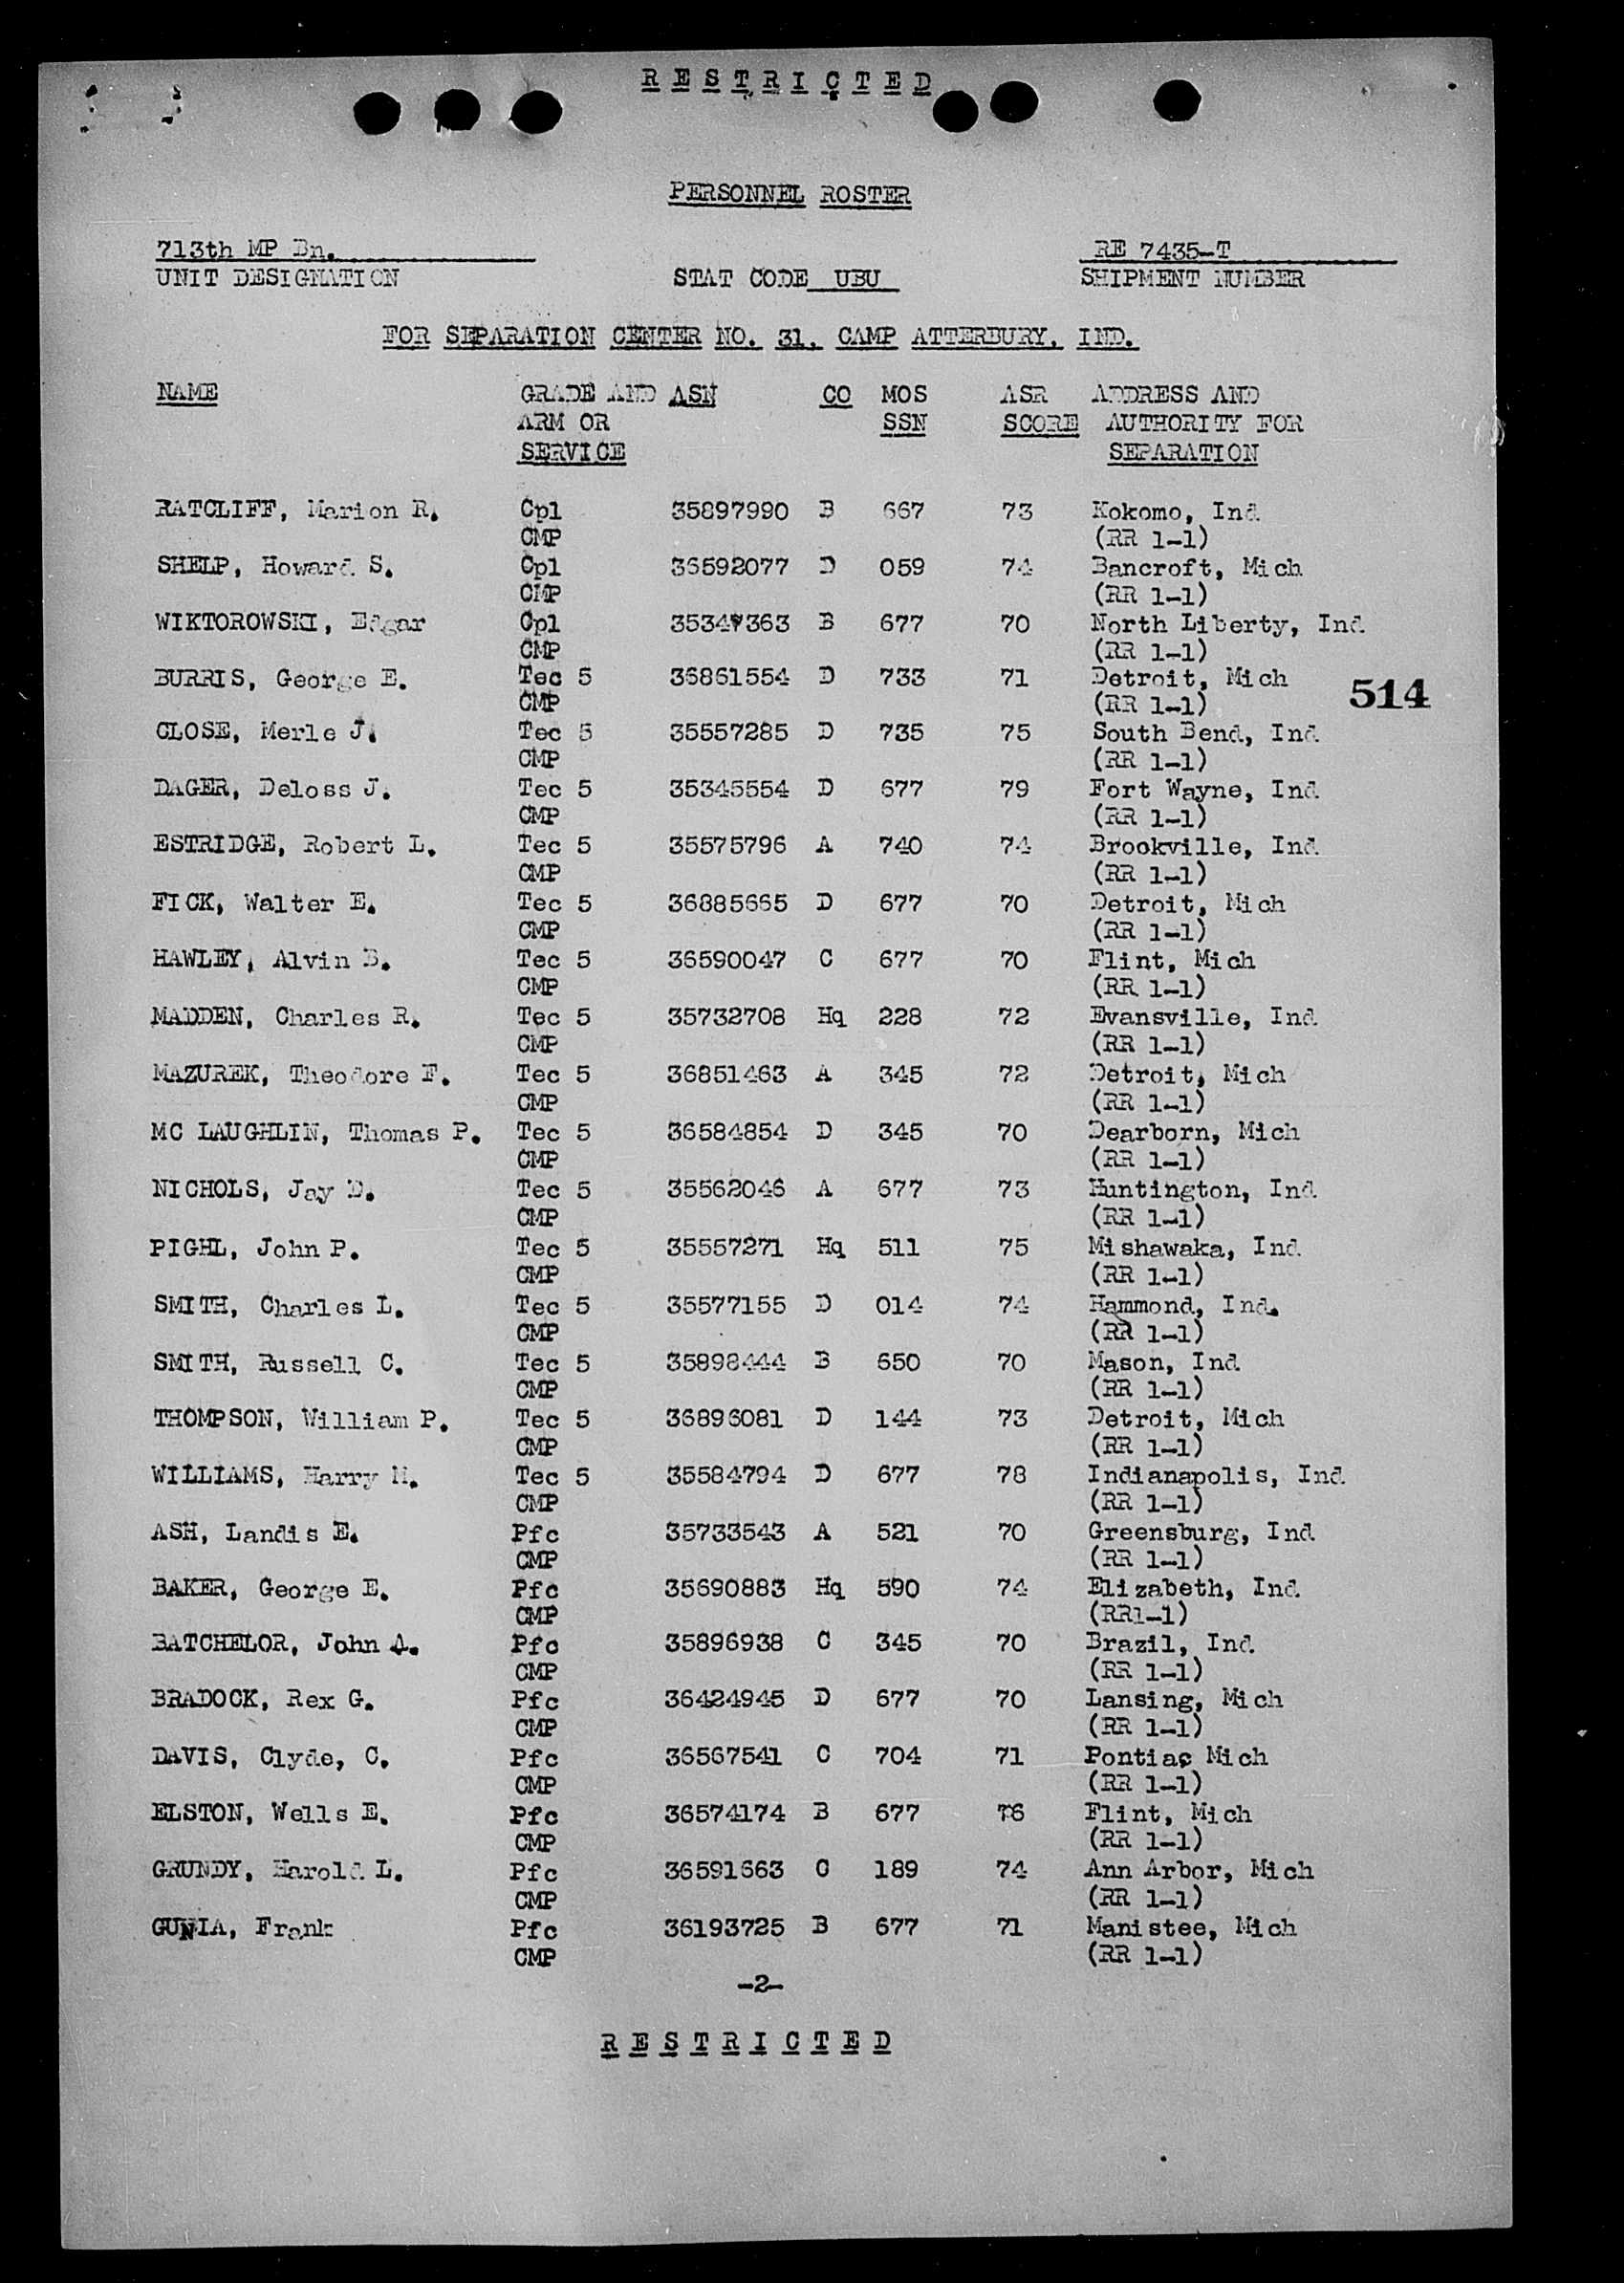 RESTRICTED
PERSONNEL ROSTER
713th MP Bn. RE 7435-T
UNIT DESIGNATION STAT CODE UBU SHIPMENT NUMBER
FOR SEPARATION CENTER NO. 31. CAMP ATTERBURY. IND.
NAME GRADE AND ASN CO MOS ASR ADDRESS AND
ARM OR SSN SCORE AUTHORITY FOR
SERVICE SEPARATION
RATCLIFF, Marion R. Cpl 35897990 B 667 73 Kokomo, Ind
CMP (RR 1-1)
SHELP, Howard S. Cpl 36592077 D 059 74 Bancroft, Mich
CMP (RR 1-1)
WIKTOROWSKI, Edgar Cpl 35347363 B 677 70 North Liberty, Ind
CMP (RR 1-1)
BURRIS, George E. Tec 5 36861554 D 733 71 Detroit, Mich
CMP (RR 1-1) 514
CLOSE, Merle J. Tec 5 35557285 D 735 75 South Bend, Ind
CMP (RR 1-1)
DAGER, Deloss J. Tec 5 35345554 D 677 79 Fort Wayne, Ind
CMP (RR 1-1)
ESTRIDGE, Robert L. Tec 5 35575796 A 740 74 Brookville, Ind
CMP (RR 1-1)
FICK, Walter E. Tec 5 36885665 D 677 70 Detroit, Mich
CMP (RR 1-1)
HAWLEY, Alvin B. Tec 5 36590047 C 677 70 Flint, Mich
CMP (RR 1-1)
MADDEN, Charles R. Tec 5 35732708 Hq 228 72 Evansville, Ind
CMP (RR 1-1)
MAZUREK, Theodore F. Tec 5 36851463 A 345 72 Detroit, Mich
CMP (RR 1-1)
MC LAUGHLIN, Thomas P. Tec 5 36584854 D 345 70 Dearborn, Mich
CMP (RR 1-1)
NICHOLS, Jay D. Tec 5 35562046 A 677 73 Huntington, Ind
CMP (RR 1-1)
PIGHL, John P. Tec 5 35557271 Hq 511 75 Mishawaka, Ind
CMP (RR 1-1)
SMITH, Charles L. Tec 5 35577155 D 014 74 Hammond, Ind.
CMP (RR 1-1)
SMITH, Russell C. Tec 5 35898444 B 650 70 Mason, Ind
CMP (RR 1-1)
THOMPSON, William P. Tec 5 36896081 D 144 73 Detroit, Mich
CMP (RR 1-1)
WILLIAMS, Harry M. Tec 5 35584794 D 677 78 Indianapolis, Ind
CMP (RR 1-1)
ASH, Landis E. Pfc 35733543 A 521 70 Greensburg, Ind
CMP (RR 1-1)
BAKER, George E. Pfc 35690883 Hq 590 74 Elizabeth, Ind
CMP (RR1-1)
BATCHELOR, John A. Pfc 35896938 C 345 70 Brazil, Ind.
CMP (RR 1-1)
BRADOCK, Rex G. Pfc 36424945 D 677 70 Lansing, Mich
CMP (RR 1-1)
DAVIS, Clyde, C. Pfc 36567541 C 704 71 Pontiac Mich
CMP (RR 1-1)
ELSTON, Wells E. Pfc 36574174 B 677 76 Flint, Mich
CMP (RR 1-1)
GRUNDY, Harold L. Pfc 36591663 C 189 74 Ann Arbor, Mich
CMP (RR 1-1)
GUNIA, Frank Pfc 36193725 B 677 71 Manistee, Mich
CMP (RR 1-1)
-2-
RESTRICTED